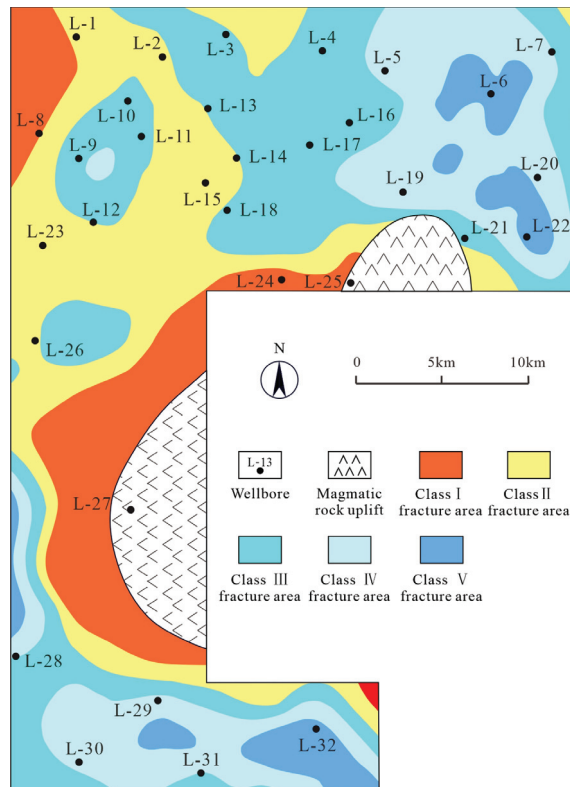 L-1
L-2
L-3
L-4
L-5
L-7
L-6
L-10
L-13
L-8
L-11
L-16
L-9
L-14
L-17
L-15
L-19
L-20
L-12
L-18
L-23
L-21
L-22
L-24
L-25
L-26
N
0
5km
10km
L-13
Wellbore
Magmatic
rock uplift
Class I
fracture area
Class II
fracture area
L-27
Class III
fracture area
Class IV
fracture area
Class V
fracture area
L-28
L-29
L-30
L-31
L-32